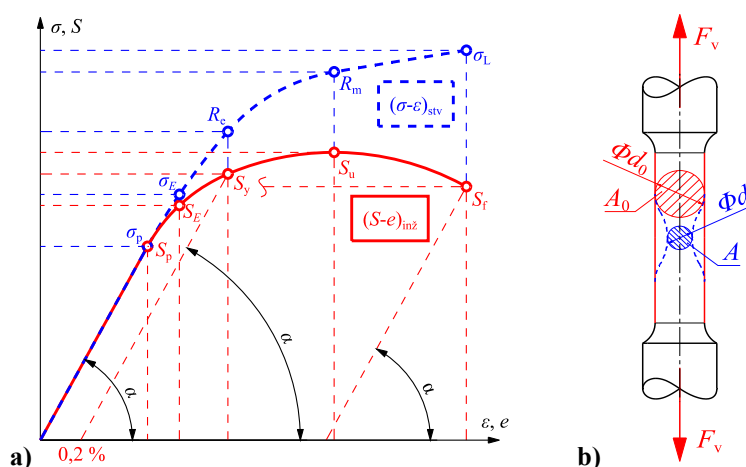 σ, S
σL
Rm
(σ-ε)stv
Re
σE
Sy
Su
SE
Sf
σp
Sp
(S-e)inž
α
α
α
0,2 %
ε, e
a)
Fv
Φd0
A0
Φd
A
Fv
b)